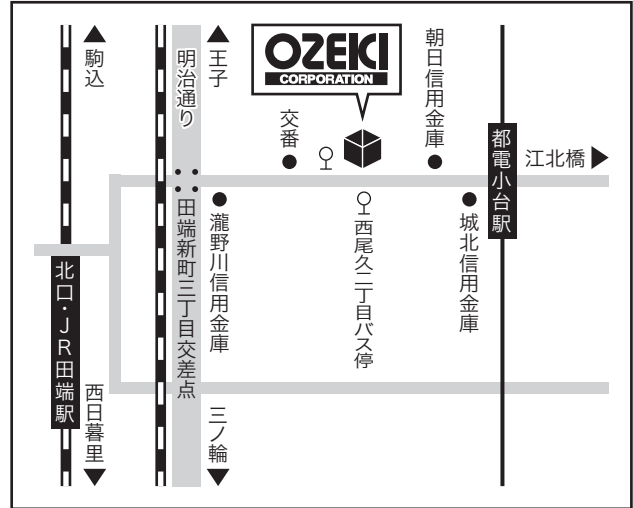 駒込
明治通り
王子
OZEKI
CORPORATION
交番
朝日信用金庫
都電小台駅
江北橋
田端新町三丁目交差点
瀧野川信用金庫
西尾久二丁目バス停
城北信用金庫
北口・JR田端駅
西日暮里
三ノ輪